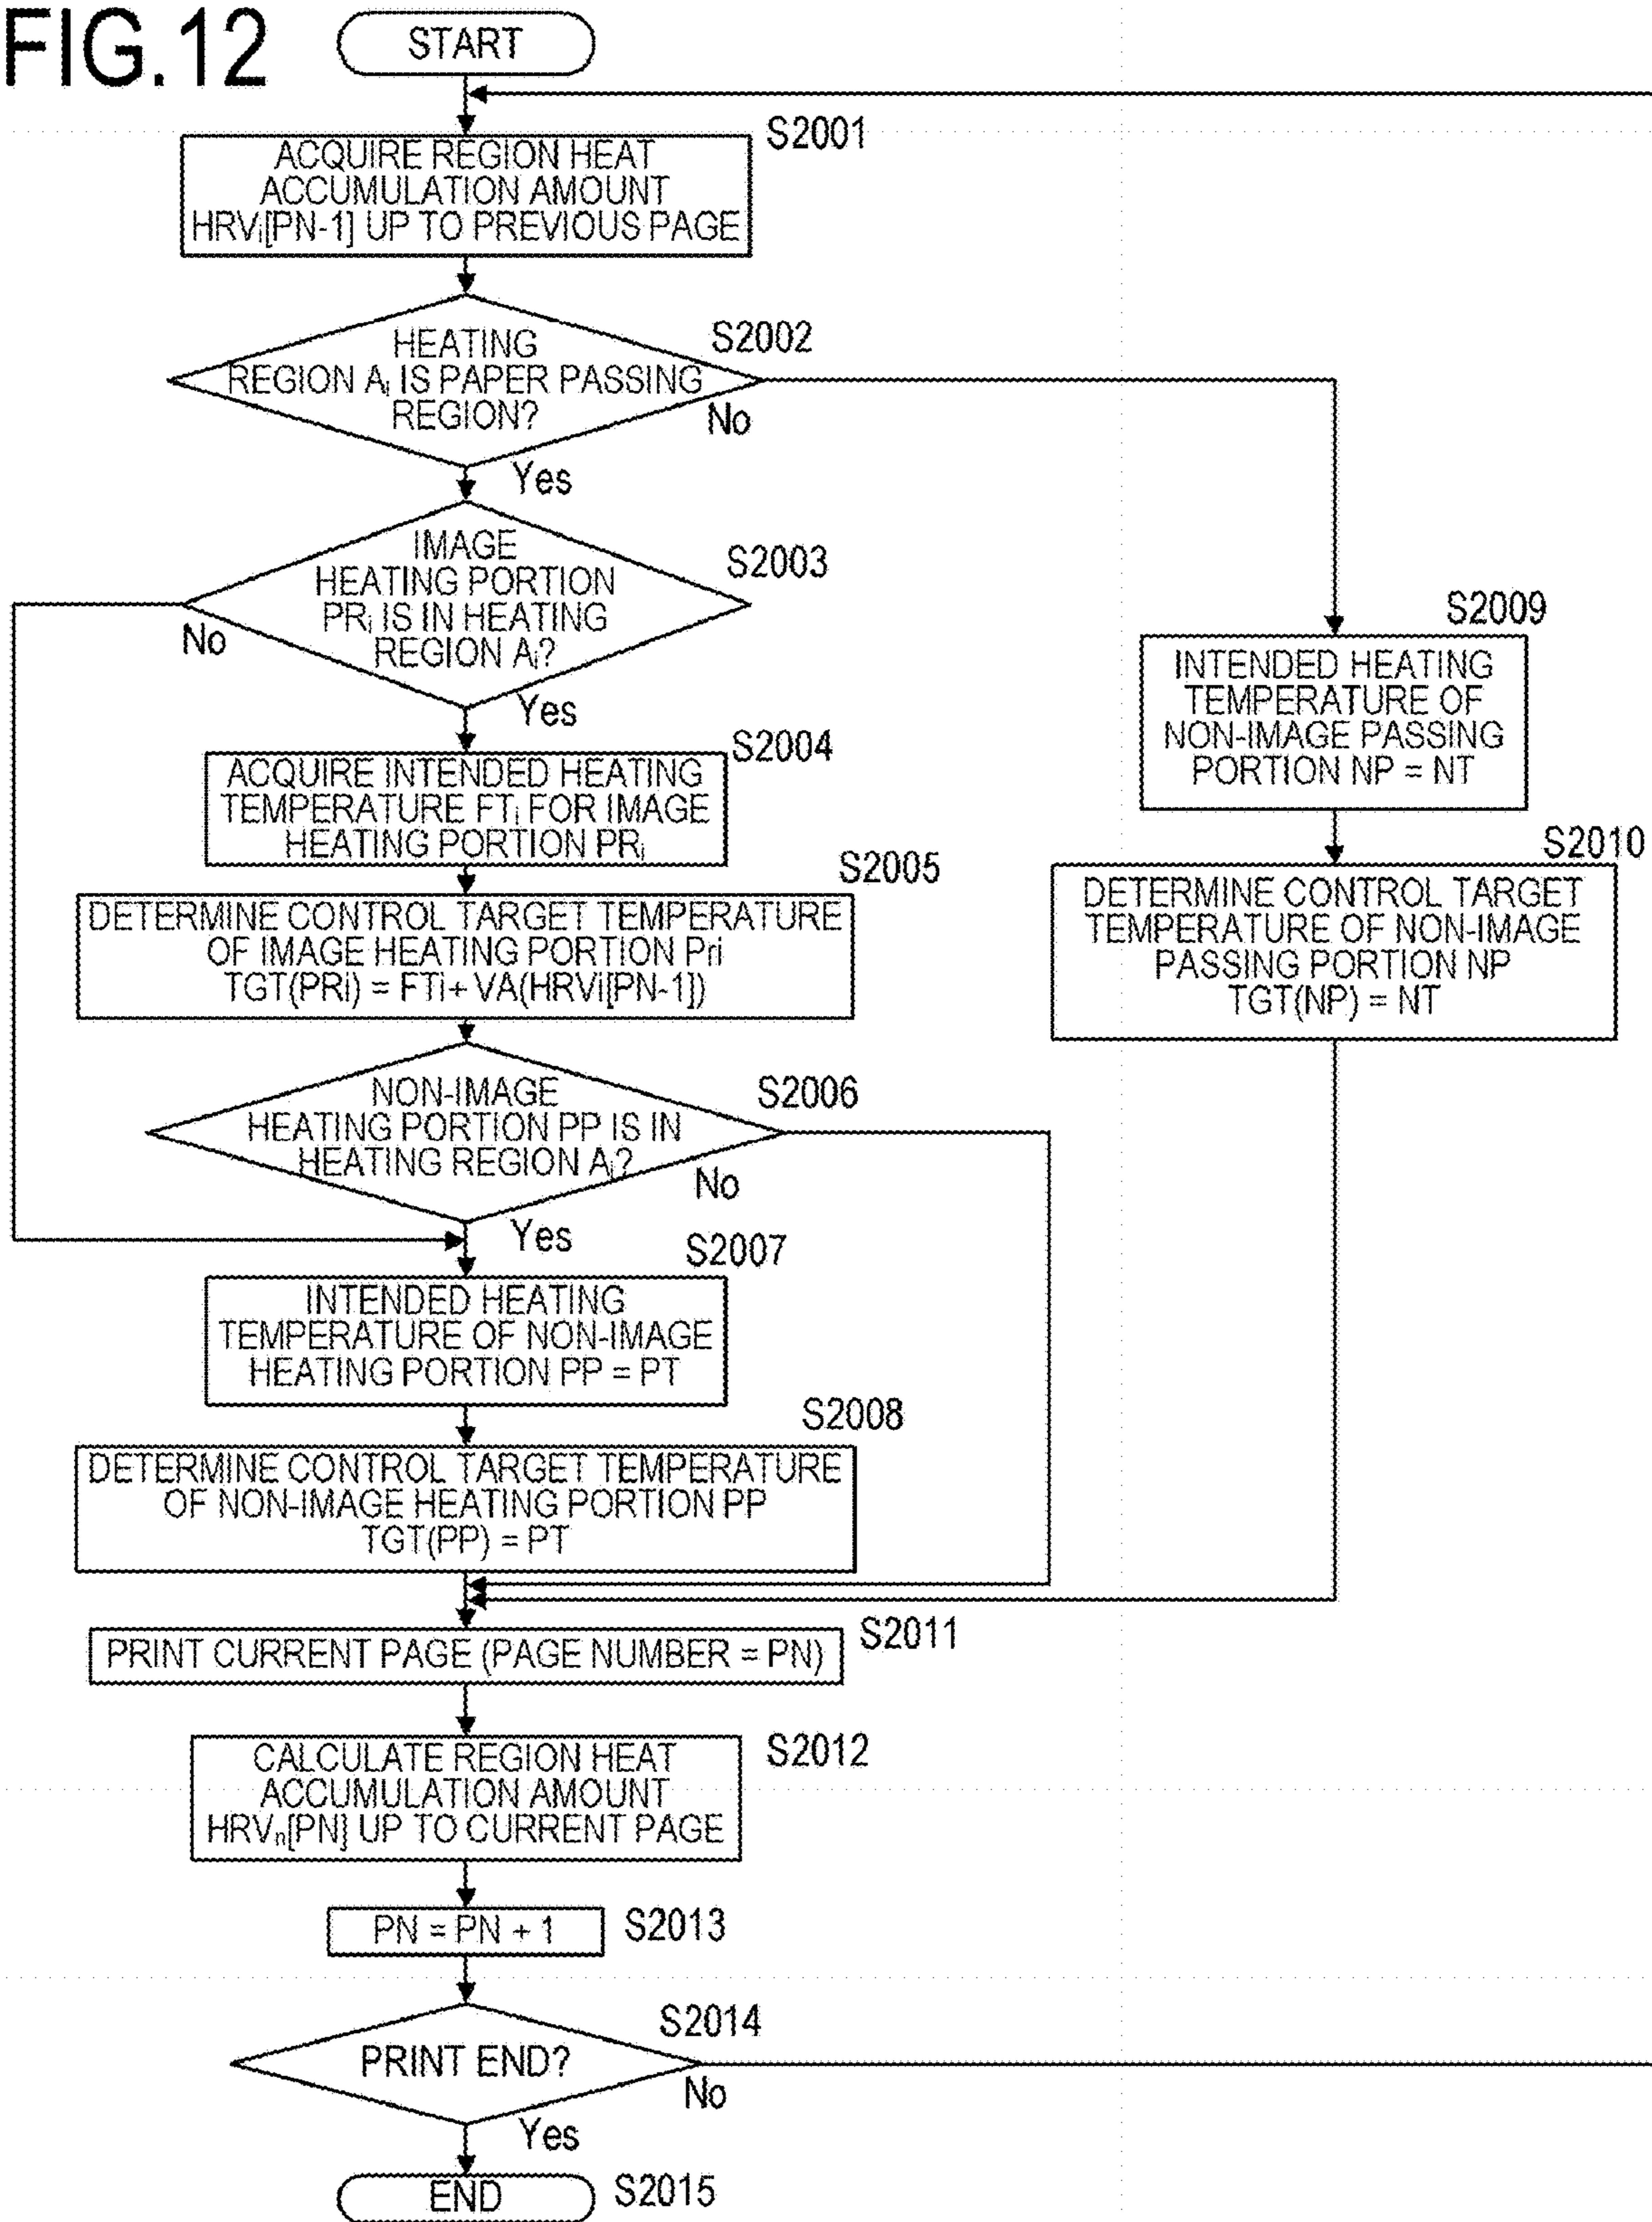 FIG.12
START
S2001
ACQUIRE REGION HEAT
ACCUMULATION AMOUNT
HRVi[PN-1] UP TO PREVIOUS PAGE
S2002
HEATING
REGION Ai IS PAPER PASSING
REGION?
No
Yes
S2003
IMAGE
HEATING PORTION
PRi IS IN HEATING
REGION Ai?
No
Yes
S2004
ACQUIRE INTENDED HEATING
TEMPERATURE FTi FOR IMAGE
HEATING PORTION PRi
S2005
DETERMINE CONTROL TARGET TEMPERATURE
OF IMAGE HEATING PORTION Pri
TGT(PRi) = FTi+ VA(HRVi[PN-1])
S2006
NON-IMAGE
HEATING PORTION PP IS IN
HEATING REGION Ai?
No
Yes
S2007
INTENDED HEATING
TEMPERATURE OF NON-IMAGE
HEATING PORTION PP = PT
S2008
DETERMINE CONTROL TARGET TEMPERATURE
OF NON-IMAGE HEATING PORTION PP
TGT(PP) = PT
S2009
INTENDED HEATING
TEMPERATURE OF
NON-IMAGE PASSING
PORTION NP = NT
S2010
DETERMINE CONTROL TARGET
TEMPERATURE OF NON-IMAGE
PASSING PORTION NP
TGT(NP) = NT
S2011
PRINT CURRENT PAGE (PAGE NUMBER = PN)
S2012
CALCULATE REGION HEAT
ACCUMULATION AMOUNT
HRVn[PN] UP TO CURRENT PAGE
PN = PN + 1
S2013
S2014
PRINT END?
No
Yes
END
S2015